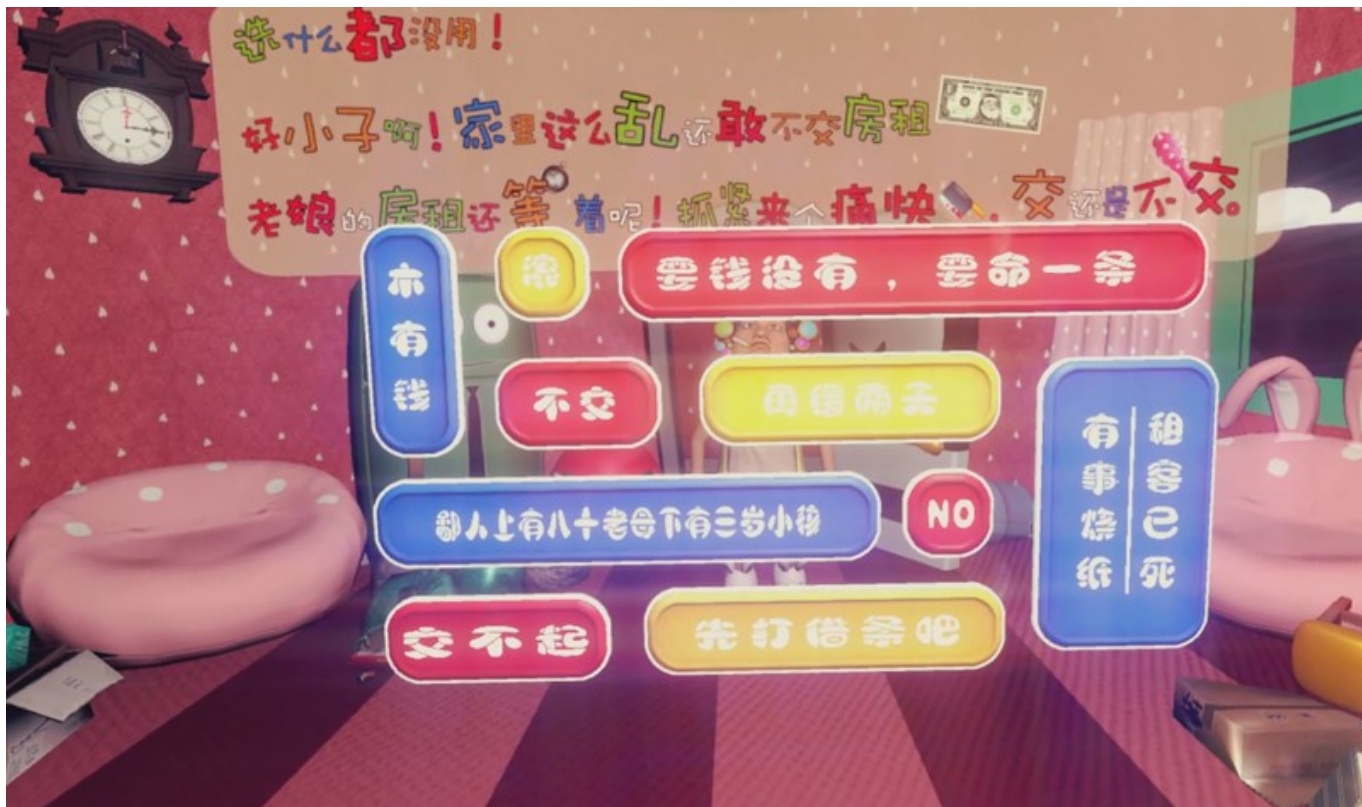 选什么都没用！
好小子啊！家里这么乱还敢不交房租
老娘的房租还等着呢！抓紧来个痛快，交还是不交。
木有钱
滚
要钱没有，要命一条
不交
再给两天
租客已死
有事烧纸
鄙人上有八十老母下有三岁小孩
NO
交不起
先打借条吧